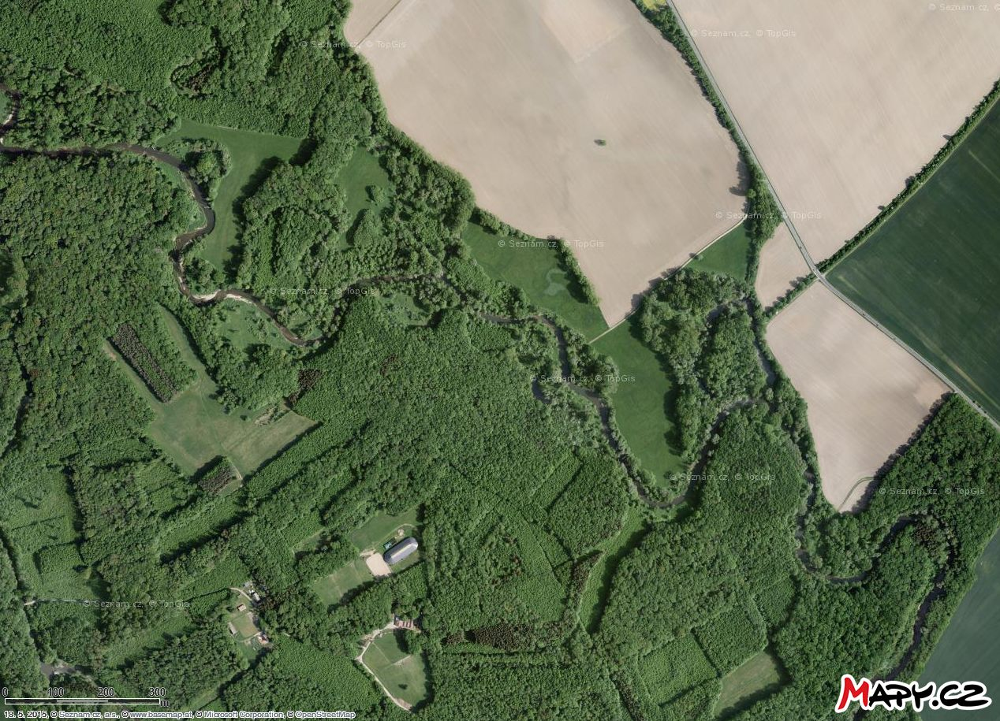 © Seznam.cz, ©
© Seznam.cz, © TopGis
© Seznam.cz, © TopGis
© Seznam.cz, © TopGis
© Seznam.cz, © TopGis
© Seznam.cz, © TopGis
© Seznam.cz, © TopGis
© Seznam.cz, © TopGis
© Seznam.cz, © TopGis
© Seznam.cz, © TopGis
0 100 200 300
m
MAPY.CZ
18. 5. 2015, © Seznam.cz, a.s., © www.basemap.at, © Microsoft Corporation, © OpenStreetMap